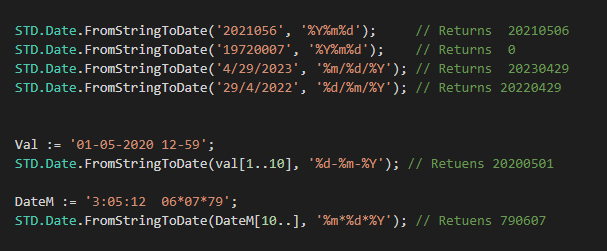 STD.Date.FromStringToDate('2021056', '%Y%m%d');     // Returns  20210506
STD.Date.FromStringToDate('19720007', '%Y%m%d');    // Returns  0
STD.Date.FromStringToDate('4/29/2023', '%m/%d/%Y'); // Returns  20230429
STD.Date.FromStringToDate('29/4/2022', '%d/%m/%Y'); // Returns 20220429
Val := '01-05-2020 12-59';
STD.Date.FromStringToDate(val[1..10], '%d-%m-%Y'); // Retuens 20200501
DateM := '3:05:12  06*07*79';
STD.Date.FromStringToDate(DateM[10..], '%m*%d*%Y'); // Retuens 790607